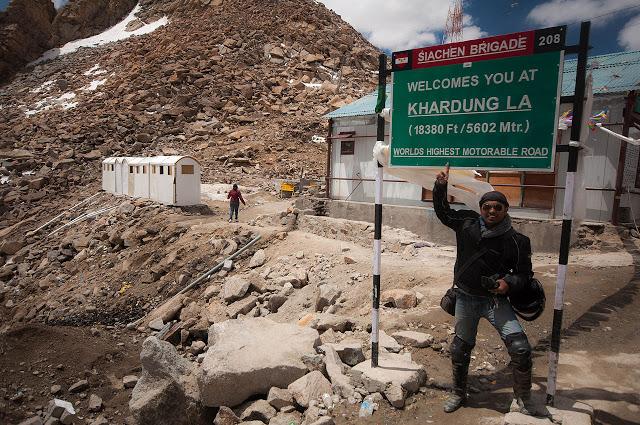 SIACHEN BRIGADE 208
WELCOMES YOU AT
KHARDUNG LA
(18380 Ft/5602 Mtr.)
WORLDS HIGHEST MOTORABLE ROAD